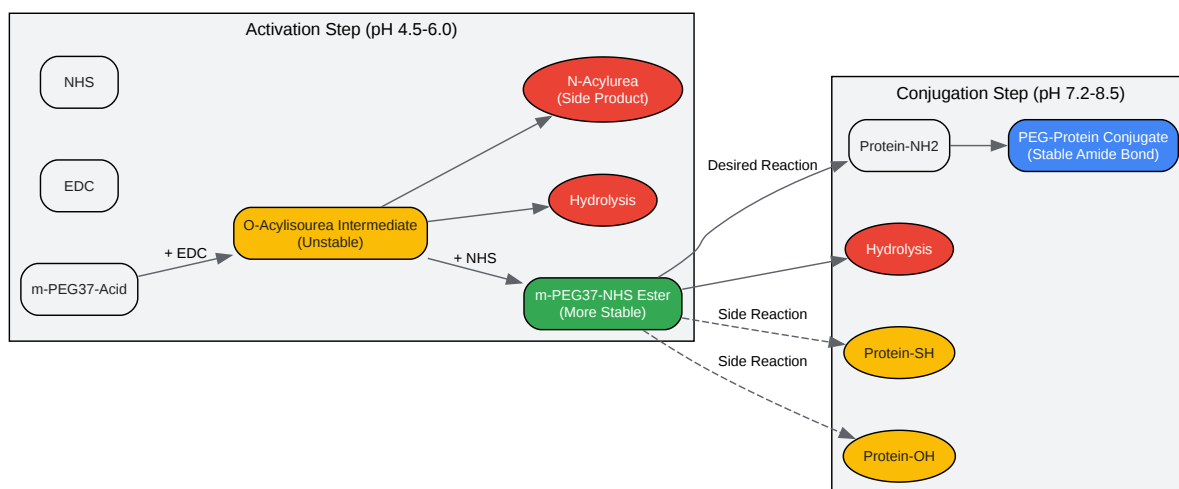 Activation Step (pH 4.5-6.0)
NHS
EDC
m-PEG37-Acid
+ EDC
O-Acylisourea Intermediate
(Unstable)
+ NHS
N-Acylurea
(Side Product)
Hydrolysis
m-PEG37-NHS Ester
(More Stable)
Desired Reaction
Side Reaction
Side Reaction
Conjugation Step (pH 7.2-8.5)
Protein-NH2
PEG-Protein Conjugate
(Stable Amide Bond)
Hydrolysis
Protein-SH
Protein-OH